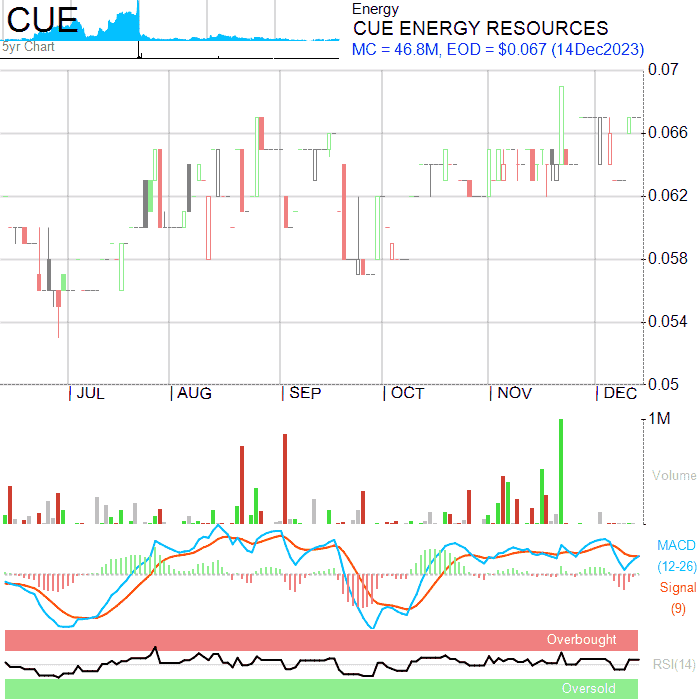 CUE
5yr Chart
Energy
CUE ENERGY RESOURCES
MC = 46.8M, EOD = $0.067 (14Dec2023)
0.07
0.066
0.062
0.058
0.054
0.05
JUL AUG SEP OCT NOV DEC
1M
Volume
MACD
(12-26)
Signal
(9)
Overbought
RSI(14)
Oversold